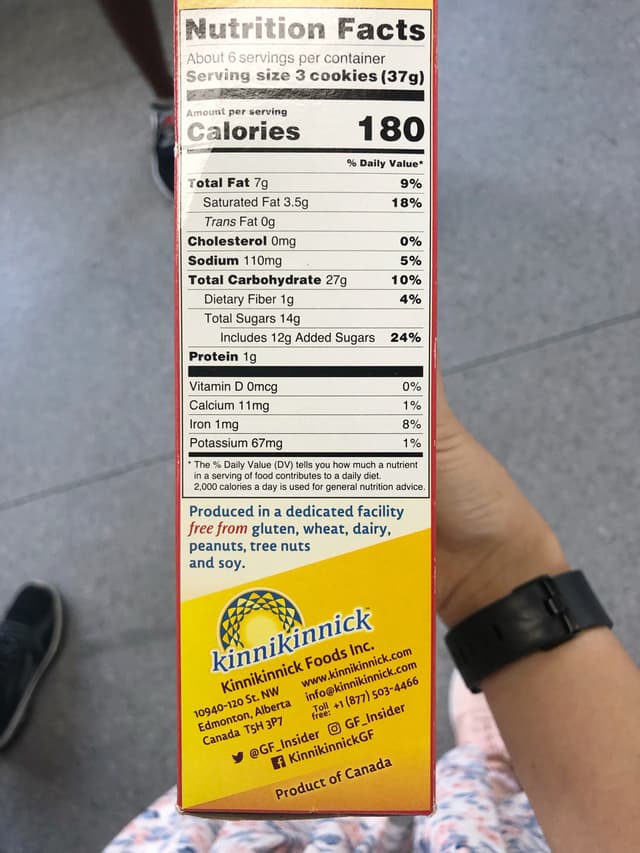 Nutrition Facts
About 6 servings per container
Serving size 3 cookies (37g)
Amount per serving
Calories 180
% Daily Value*
Total Fat 7g 9%
Saturated Fat 3.5g 18%
Trans Fat 0g
Cholesterol 0mg 0%
Sodium 110mg 5%
Total Carbohydrate 27g 10%
Dietary Fiber 1g 4%
Total Sugars 14g
Includes 12g Added Sugars 24%
Protein 1g
Vitamin D 0mcg 0%
Calcium 11mg 1%
Iron 1mg 8%
Potassium 67mg 1%
* The % Daily Value (DV) tells you how much a nutrient
in a serving of food contributes to a daily diet.
2,000 calories a day is used for general nutrition advice.
Produced in a dedicated facility
free from gluten, wheat, dairy,
peanuts, tree nuts
and soy.
kinnikinnick™
Kinnikinnick Foods Inc.
10940-120 St. NW www.kinnikinnick.com
Edmonton, Alberta info@kinnikinnick.com
Canada T5H 3P7 Toll free: +1 (877) 503-4466
@GF_Insider GF_Insider
KinnikinnickGF
Product of Canada